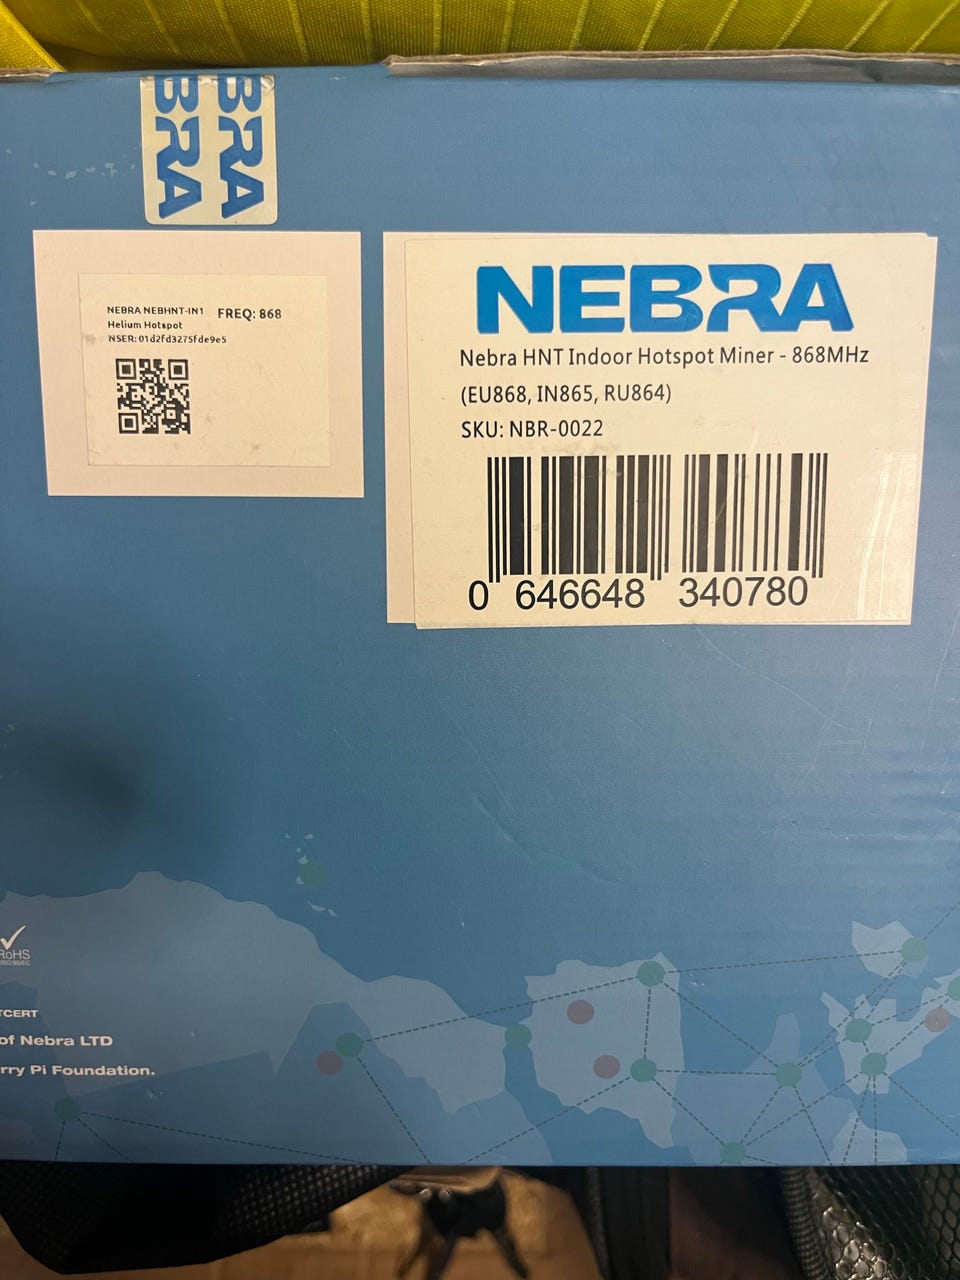 BRA
BRA
NEBRA NEBHNT-IN1 FREQ: 868
Helium Hotspot
NSER: 01d2fd3275fde9e5
NEBRA
Nebra HNT Indoor Hotspot Miner - 868MHz
(EU868, IN865, RU864)
SKU: NBR-0022
0 646648 340780
RoHS
TCERT
of Nebra LTD
rry Pi Foundation.